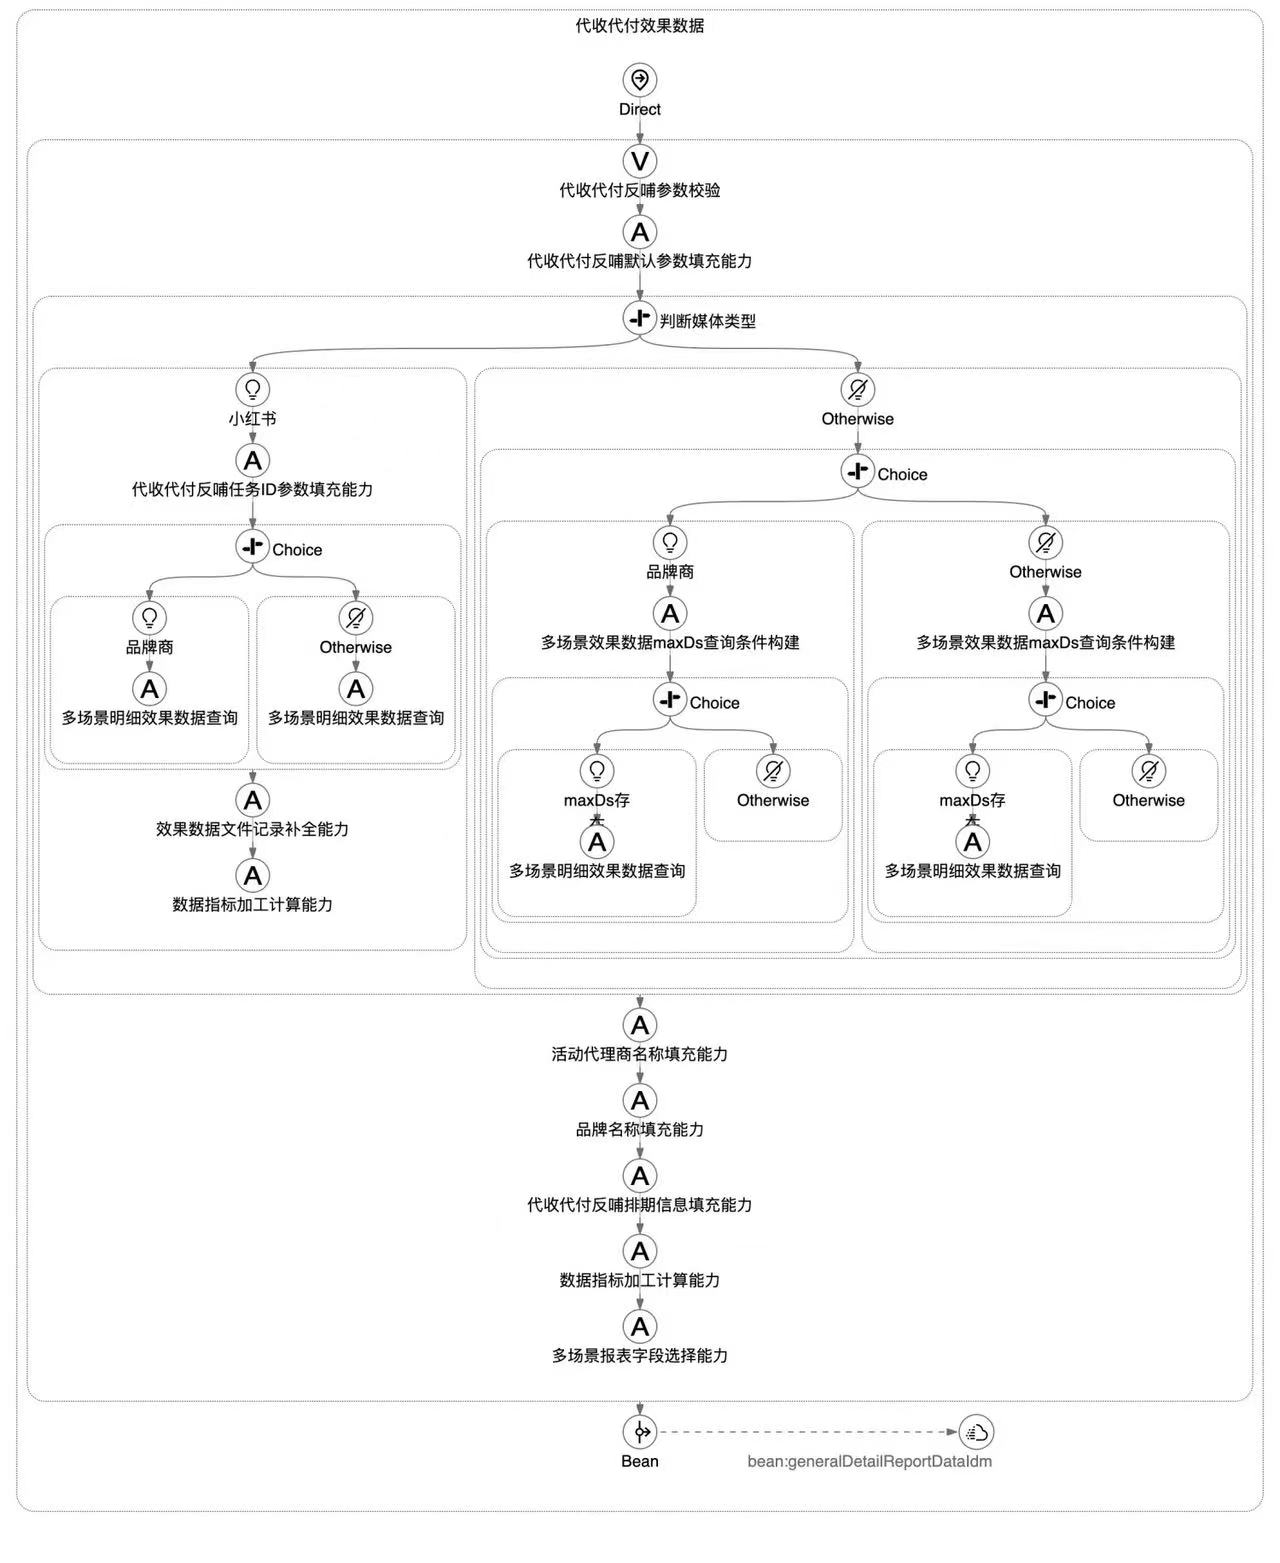 代收代付效果数据
Direct
V
代收代付反哺参数校验
A
代收代付反哺默认参数填充能力
判断媒体类型
小红书
A
代收代付反哺任务ID参数填充能力
Choice
品牌商
A
多场景明细效果数据查询
Otherwise
A
多场景明细效果数据查询
A
效果数据文件记录补全能力
A
数据指标加工计算能力
Otherwise
Choice
品牌商
A
多场景效果数据maxDs查询条件构建
Choice
maxDs存
A
多场景明细效果数据查询
Otherwise
Otherwise
A
多场景效果数据maxDs查询条件构建
Choice
maxDs存
A
多场景明细效果数据查询
Otherwise
A
活动代理商名称填充能力
A
品牌名称填充能力
A
代收代付反哺排期信息填充能力
A
数据指标加工计算能力
A
多场景报表字段选择能力
Bean
bean:generalDetailReportDataIdm